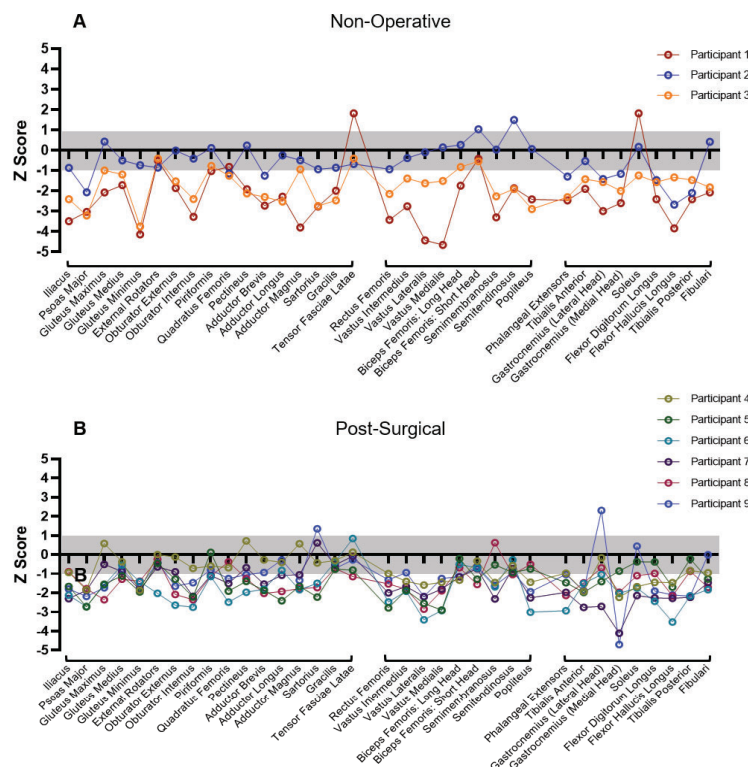 A
Non-Operative
Participant 1
Participant 2
Participant 3
Z Score
5
4
3
2
1
0
-1
-2
-3
-4
-5
Iliacus
Psoas Major
Gluteus Maximus
Gluteus Medius
Gluteus Minimus
External Rotators
Obturator Externus
Obturator Internus
Piriformis
Quadratus Femoris
Pectineus
Adductor Brevis
Adductor Longus
Adductor Magnus
Sartorius
Gracilis
Tensor Fasciae Latae
Rectus Femoris
Vastus Intermedius
Vastus Lateralis
Vastus Medialis
Biceps Femoris: Long Head
Biceps Femoris: Short Head
Semimembranosus
Semitendinosus
Popliteus
Phalangeal Extensors
Tibialis Anterior
Gastrocnemius (Lateral Head)
Gastrocnemius (Medial Head)
Soleus
Flexor Digitorum Longus
Flexor Hallucis Longus
Tibialis Posterior
Fibulari
B
Post-Surgical
Participant 4
Participant 5
Participant 6
Participant 7
Participant 8
Participant 9
Z Score
5
4
3
2
1
0
-1
-2
-3
-4
-5
B
Iliacus
Psoas Major
Gluteus Maximus
Gluteus Medius
Gluteus Minimus
External Rotators
Obturator Externus
Obturator Internus
Piriformis
Quadratus Femoris
Pectineus
Adductor Brevis
Adductor Longus
Adductor Magnus
Sartorius
Gracilis
Tensor Fasciae Latae
Rectus Femoris
Vastus Intermedius
Vastus Lateralis
Vastus Medialis
Biceps Femoris: Long Head
Biceps Femoris: Short Head
Semimembranosus
Semitendinosus
Popliteus
Phalangeal Extensors
Tibialis Anterior
Gastrocnemius (Lateral Head)
Gastrocnemius (Medial Head)
Soleus
Flexor Digitorum Longus
Flexor Hallucis Longus
Tibialis Posterior
Fibulari